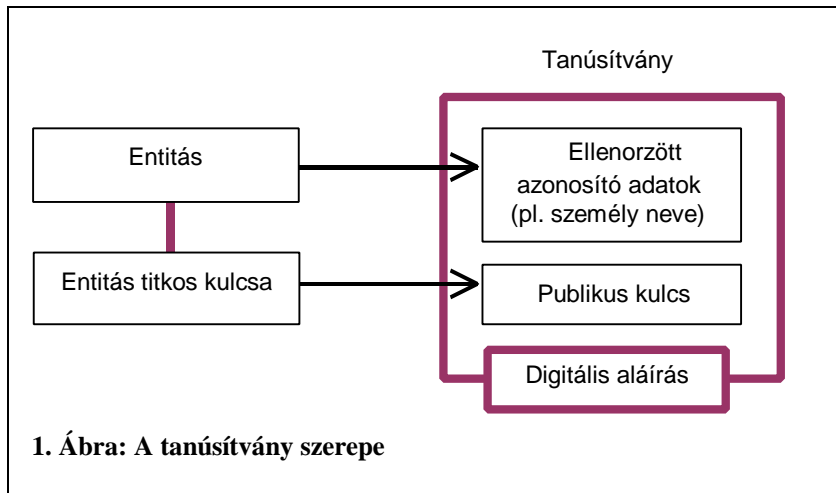 Tanúsítvány
Entitás
Ellenorzött
azonosító adatok
(pl. személy neve)
Entitás titkos kulcsa
Publikus kulcs
Digitális aláírás
1. Ábra: A tanúsítvány szerepe